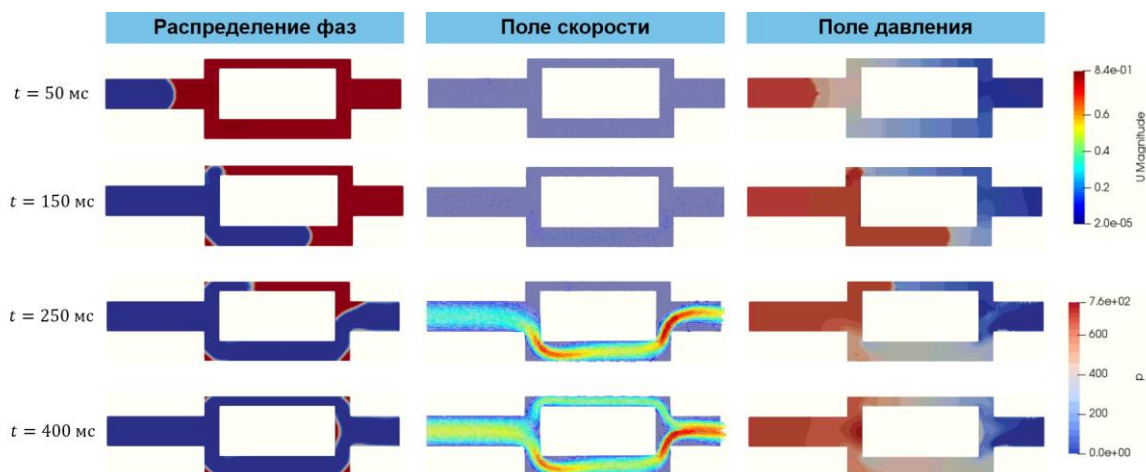 Распределение фаз
Поле скорости
Поле давления
t = 50 мс
t = 150 мс
t = 250 мс
t = 400 мс
8.4e-01
0.6
0.4
0.2
2.0e-05
U Magnitude
7.6e+02
600
400
200
0.0e+00
p